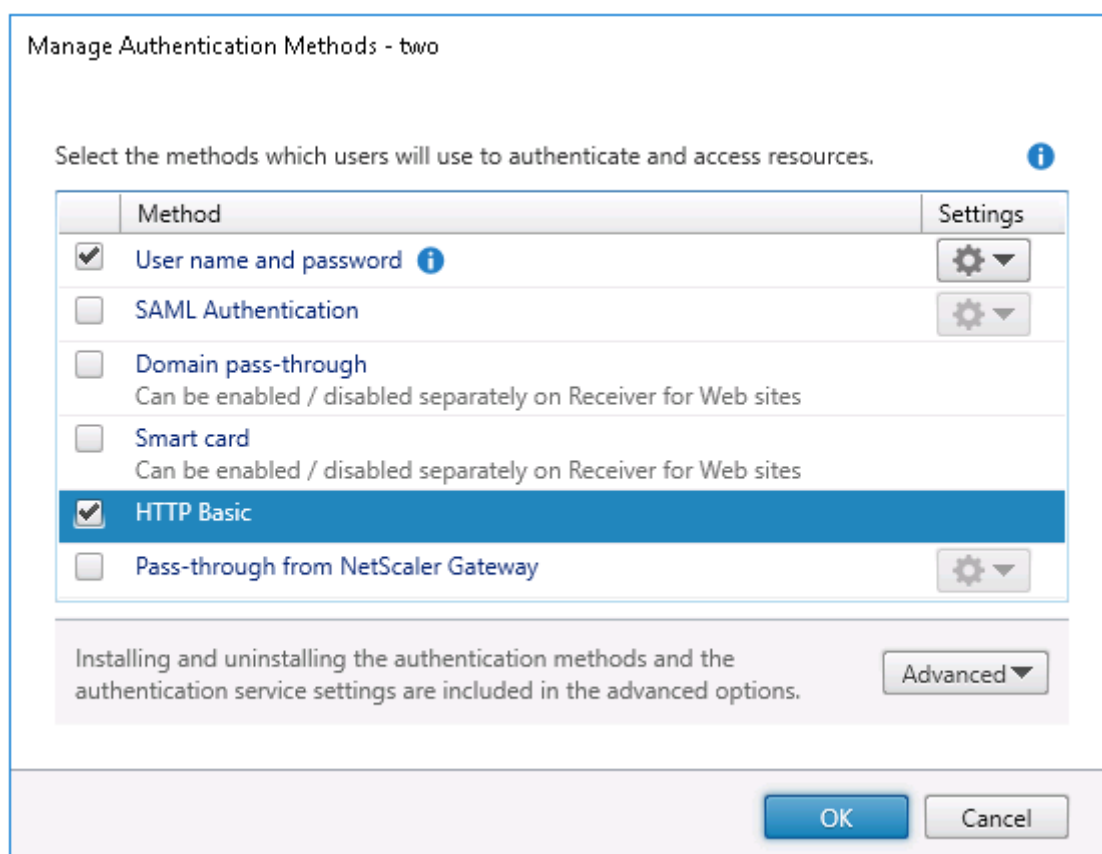 Manage Authentication Methods - two
Select the methods which users will use to authenticate and access resources.
Method Settings
User name and password
SAML Authentication
Domain pass-through
Can be enabled / disabled separately on Receiver for Web sites
Smart card
Can be enabled / disabled separately on Receiver for Web sites
HTTP Basic
Pass-through from NetScaler Gateway
Installing and uninstalling the authentication methods and the
authentication service settings are included in the advanced options.
Advanced
OK Cancel